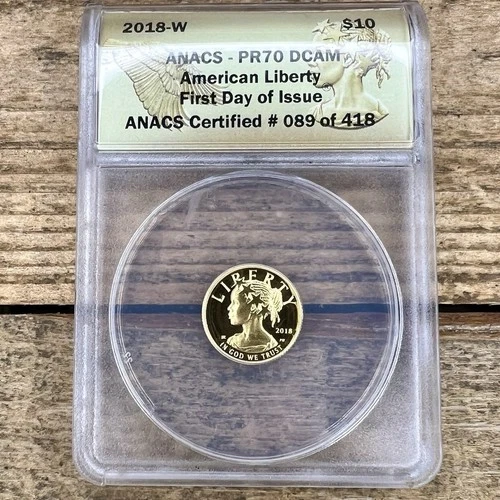 2018-W $10
ANACS - PR70 DCAM
American Liberty
First Day of Issue
ANACS Certified # 089 of 418
LIBERTY
2018
IN GOD WE TRUST